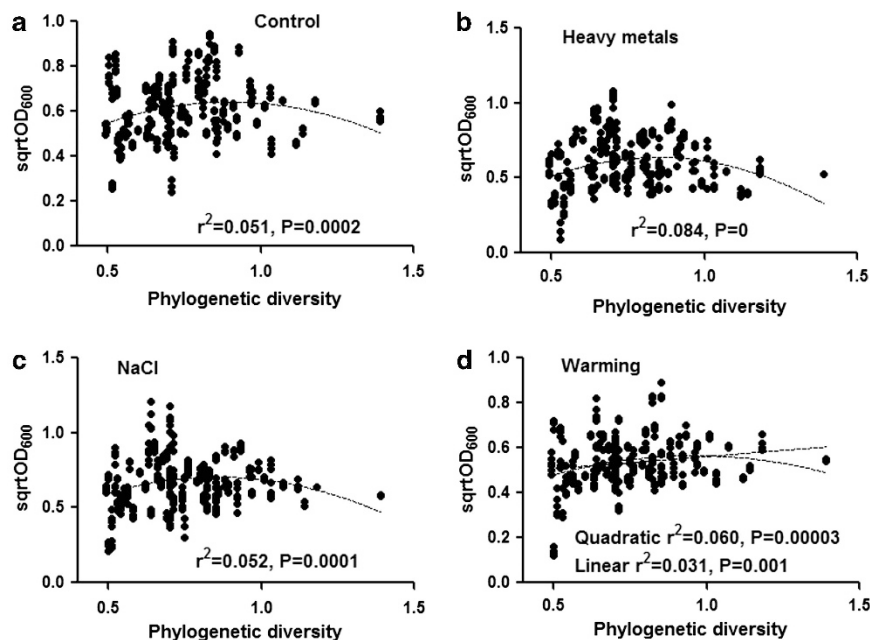 a
Control
1.0
0.8
0.6
0.4
0.2
0.0
sqrtOD600
r2=0.051, P=0.0002
0.5 1.0 1.5
Phylogenetic diversity
b
Heavy metals
1.5
1.0
0.5
0.0
sqrtOD600
r2=0.084, P=0
0.5 1.0 1.5
Phylogenetic diversity
c
NaCl
1.5
1.0
0.5
0.0
sqrtOD600
r2=0.052, P=0.0001
0.5 1.0 1.5
Phylogenetic diversity
d
Warming
1.0
0.8
0.6
0.4
0.2
0.0
sqrtOD600
Quadratic r2=0.060, P=0.00003
Linear r2=0.031, P=0.001
0.5 1.0 1.5
Phylogenetic diversity